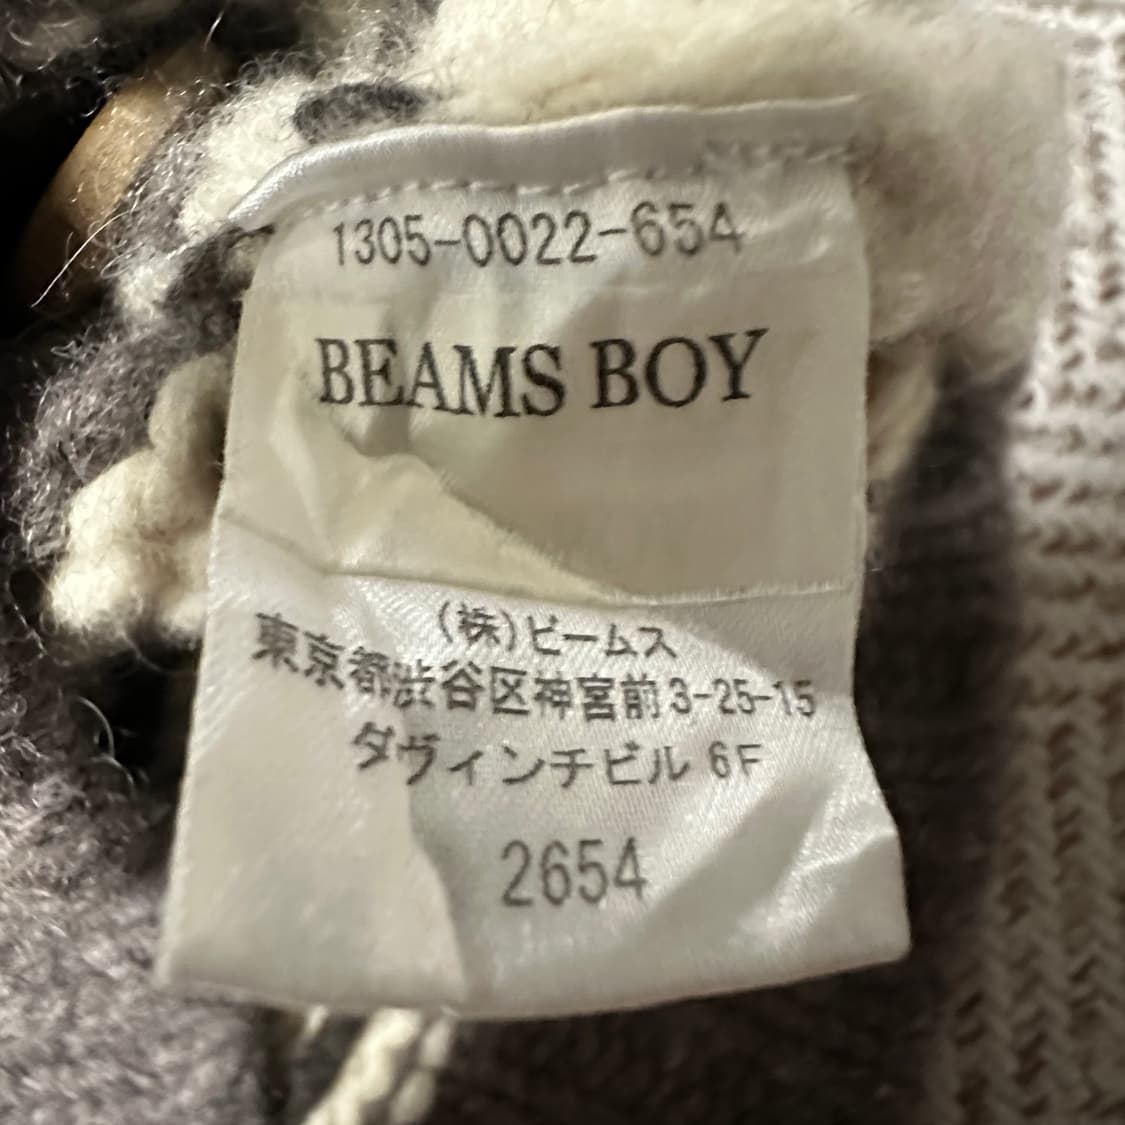 1305-0022-654
BEAMS BOY
(株)ビームス
東京都渋谷区神宮前3-25-15
ダヴィンチビル 6F
2654